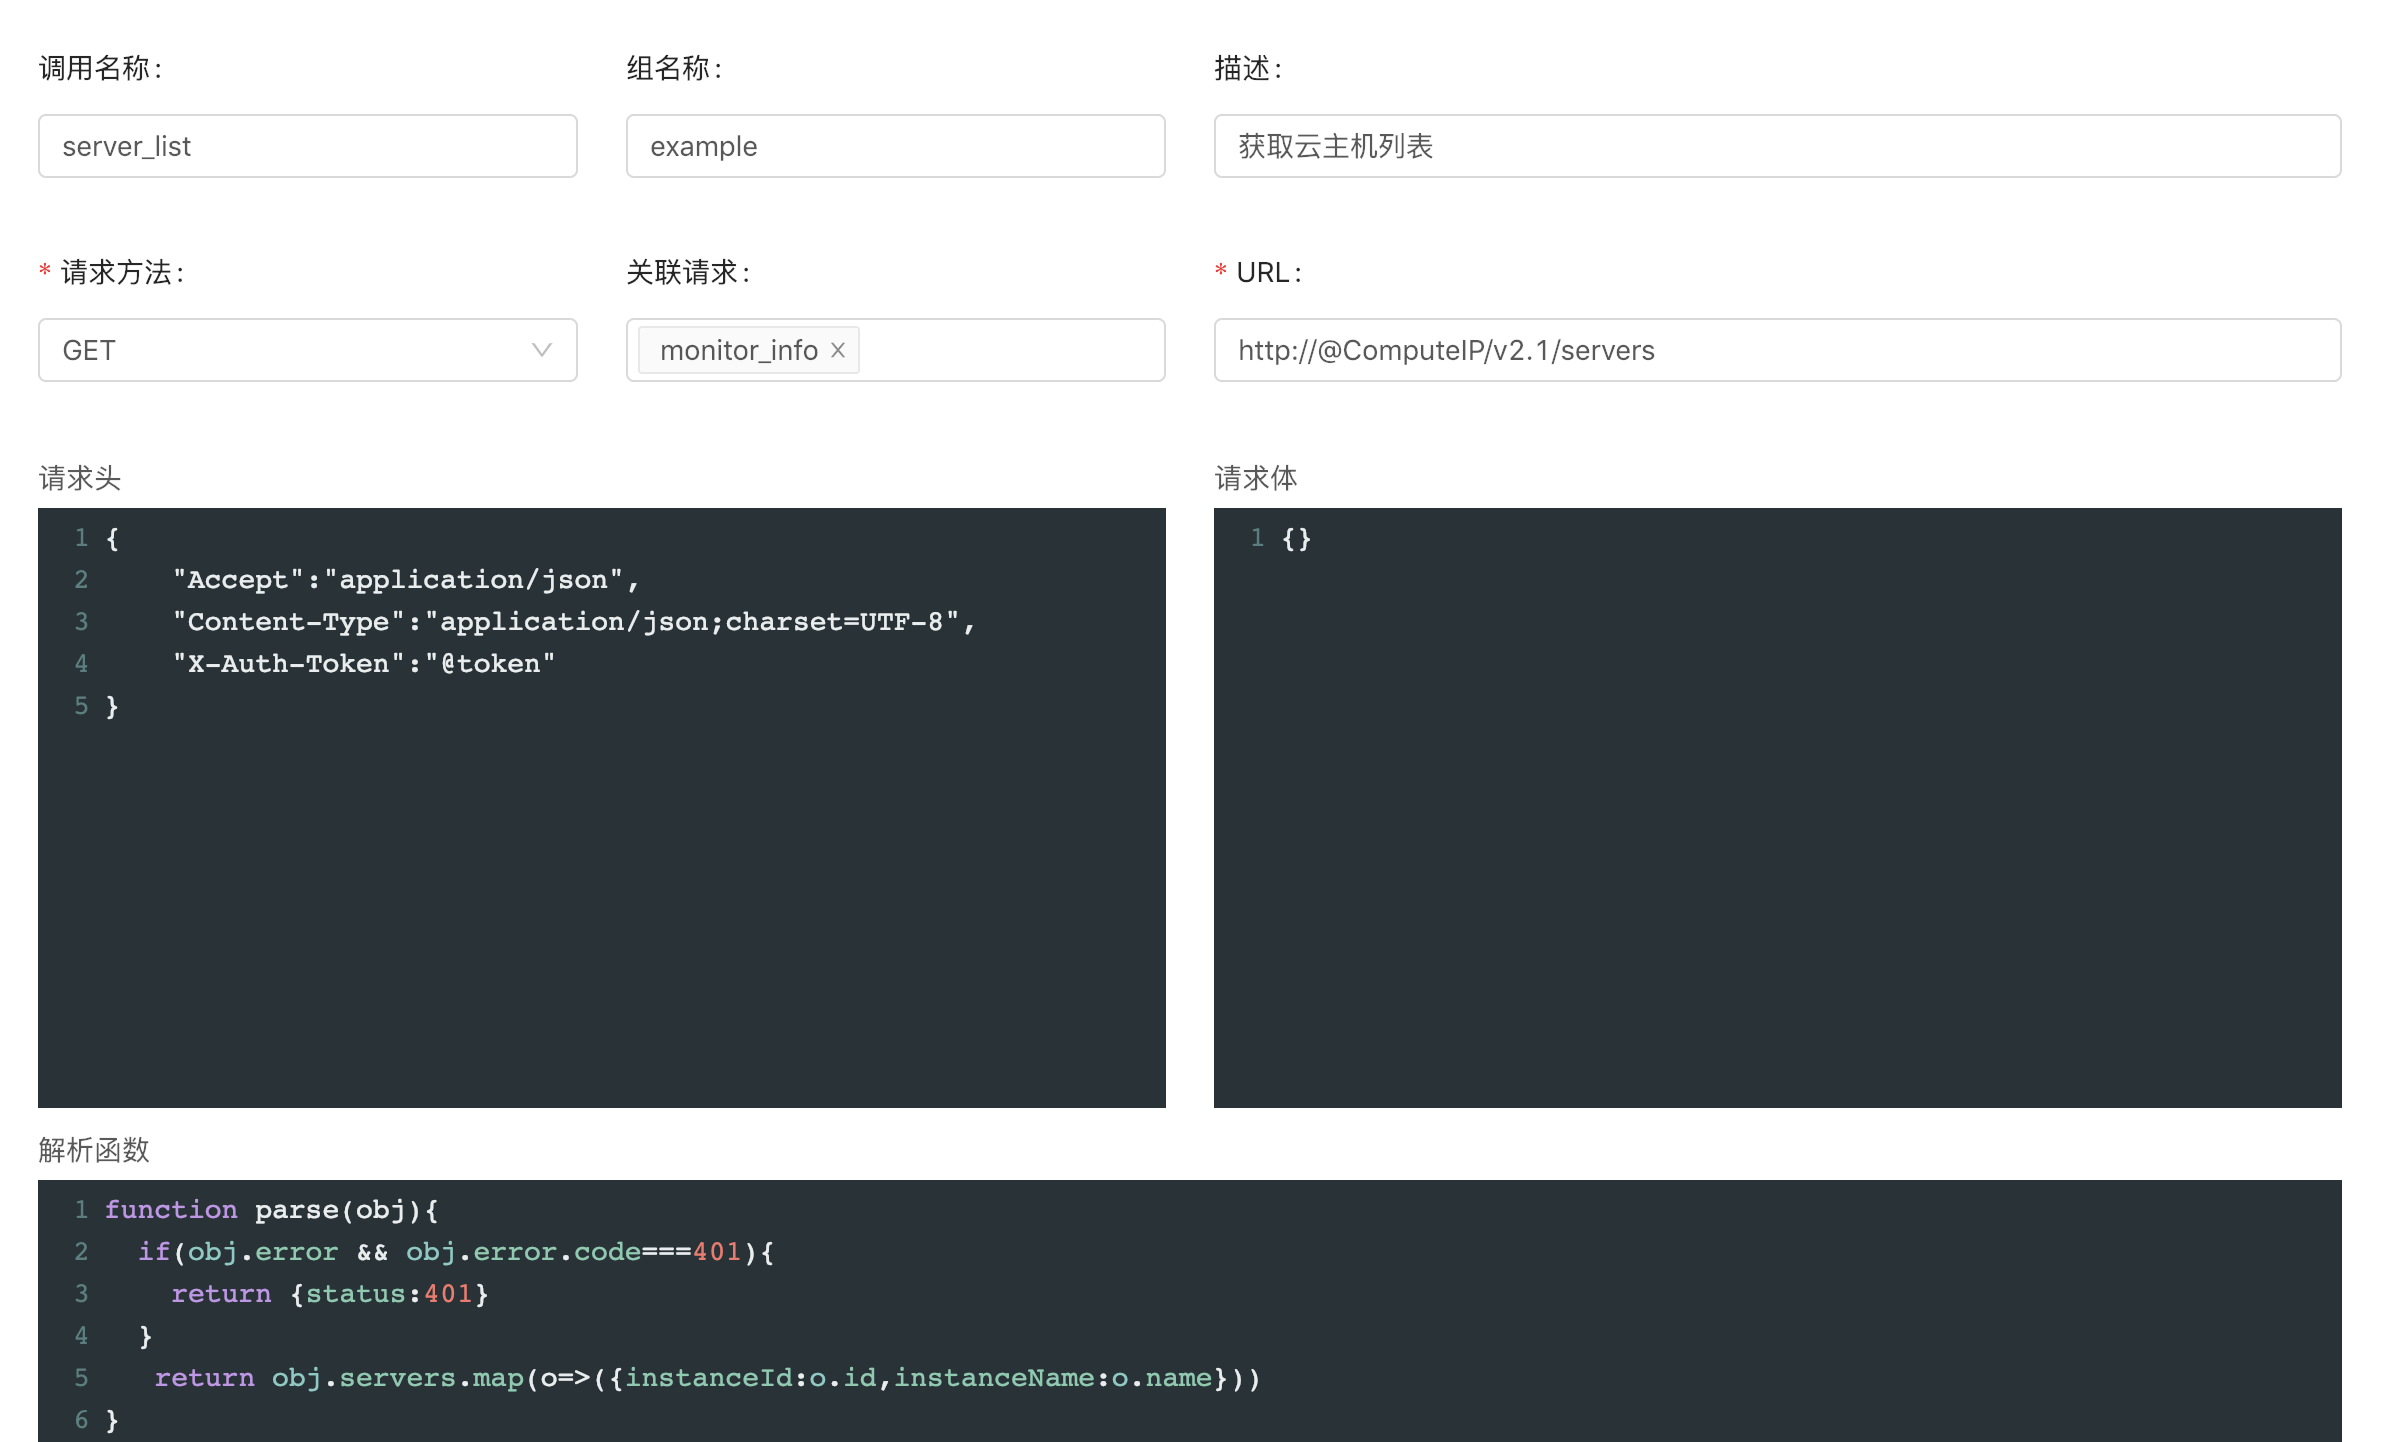 调用名称:
组名称:
描述:
server_list
example
获取云主机列表
* 请求方法:
关联请求:
* URL:
GET
monitor_info ×
http://@ComputeIP/v2.1/servers
请求头
1 {
2     "Accept":"application/json",
3     "Content-Type":"application/json;charset=UTF-8",
4     "X-Auth-Token":"@token"
5 }
请求体
1 {}
解析函数
1 function parse(obj){
2   if(obj.error && obj.error.code===401){
3     return {status:401}
4   }
5    return obj.servers.map(o=>({instanceId:o.id,instanceName:o.name}))
6 }